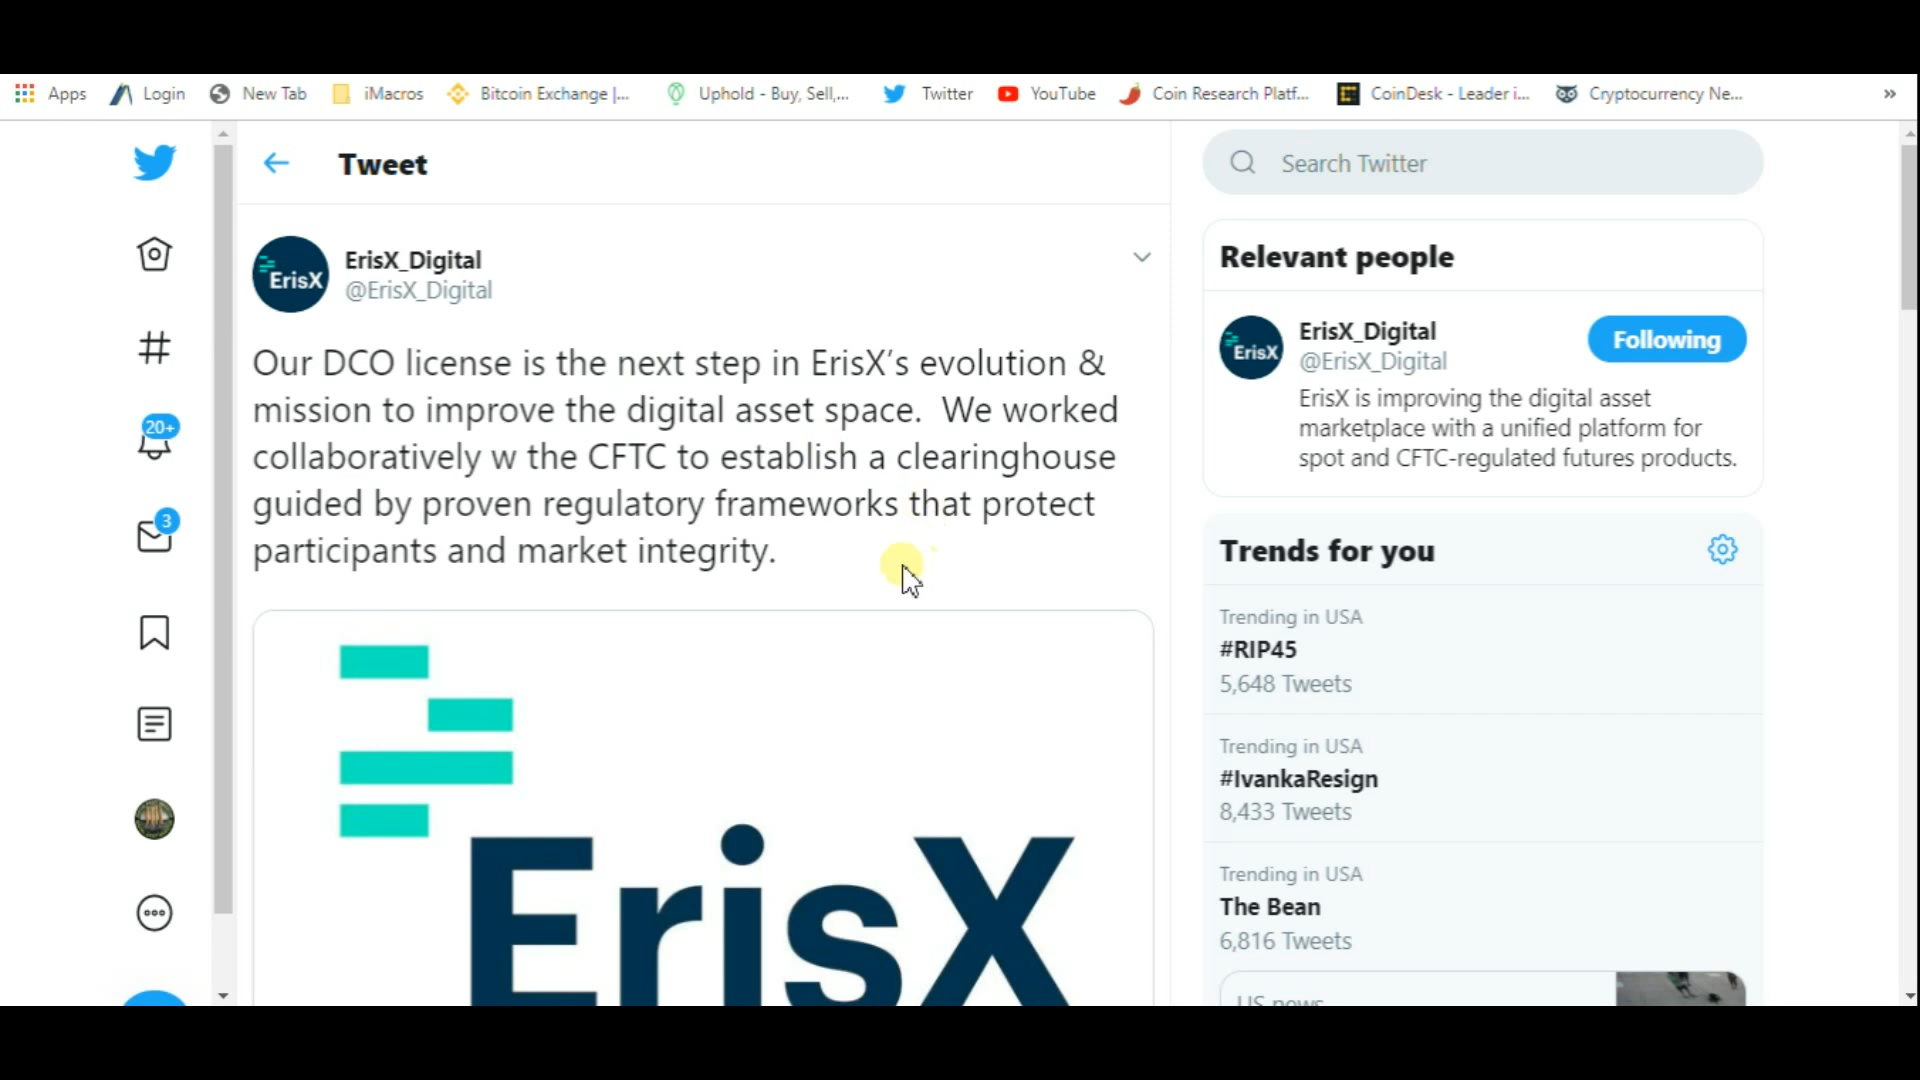 Apps
Login
New Tab
iMacros
Bitcoin Exchange |...
Uphold - Buy, Sell,...
Twitter
YouTube
Coin Research Platf...
CoinDesk - Leader i...
Cryptocurrency Ne...
»
Tweet
Search Twitter
ErisX
ErisX_Digital
@ErisX_Digital
Our DCO license is the next step in ErisX's evolution &
mission to improve the digital asset space. We worked
collaboratively w the CFTC to establish a clearinghouse
guided by proven regulatory frameworks that protect
participants and market integrity.
ErisX
20+
3
Relevant people
ErisX
ErisX_Digital
@ErisX_Digital
Following
ErisX is improving the digital asset
marketplace with a unified platform for
spot and CFTC-regulated futures products.
Trends for you
Trending in USA
#RIP45
5,648 Tweets
Trending in USA
#IvankaResign
8,433 Tweets
Trending in USA
The Bean
6,816 Tweets
US news